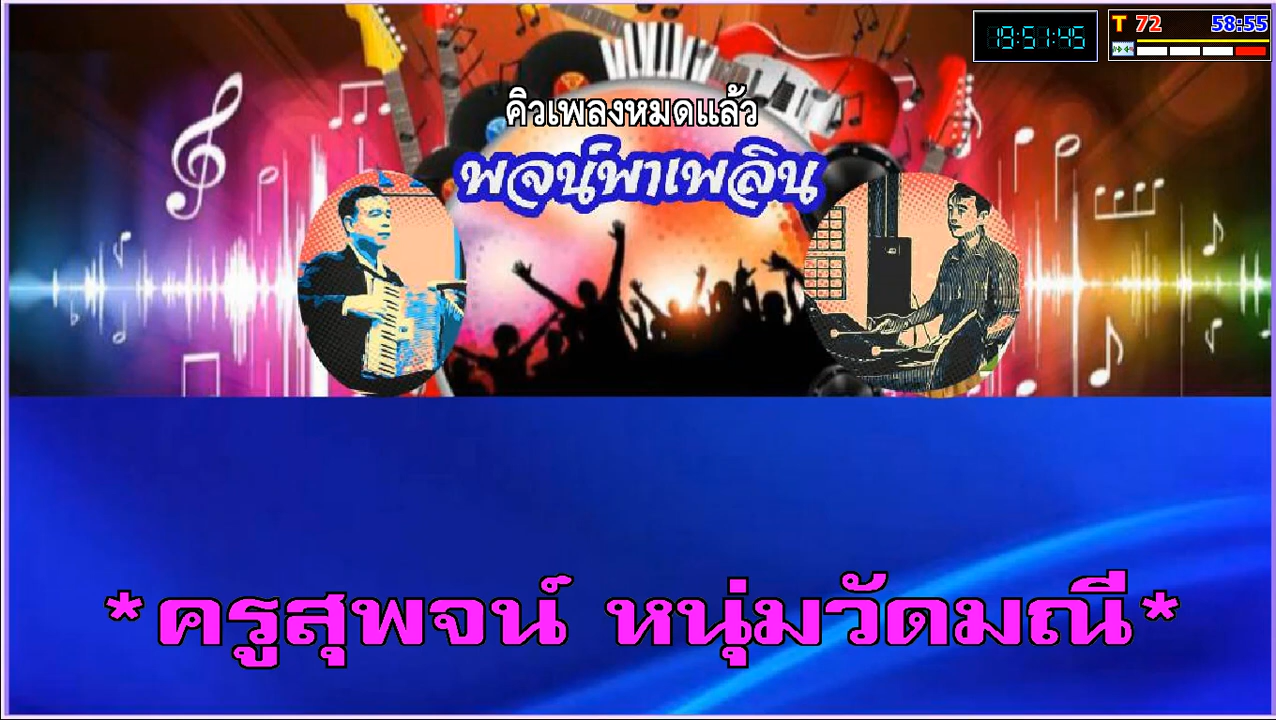 19:51:45
T 72 58:55
คิวเพลงหมดแล้ว
พจน์พาเพลิน
*ครูสุพจน์ หนุ่มวัดมณี*